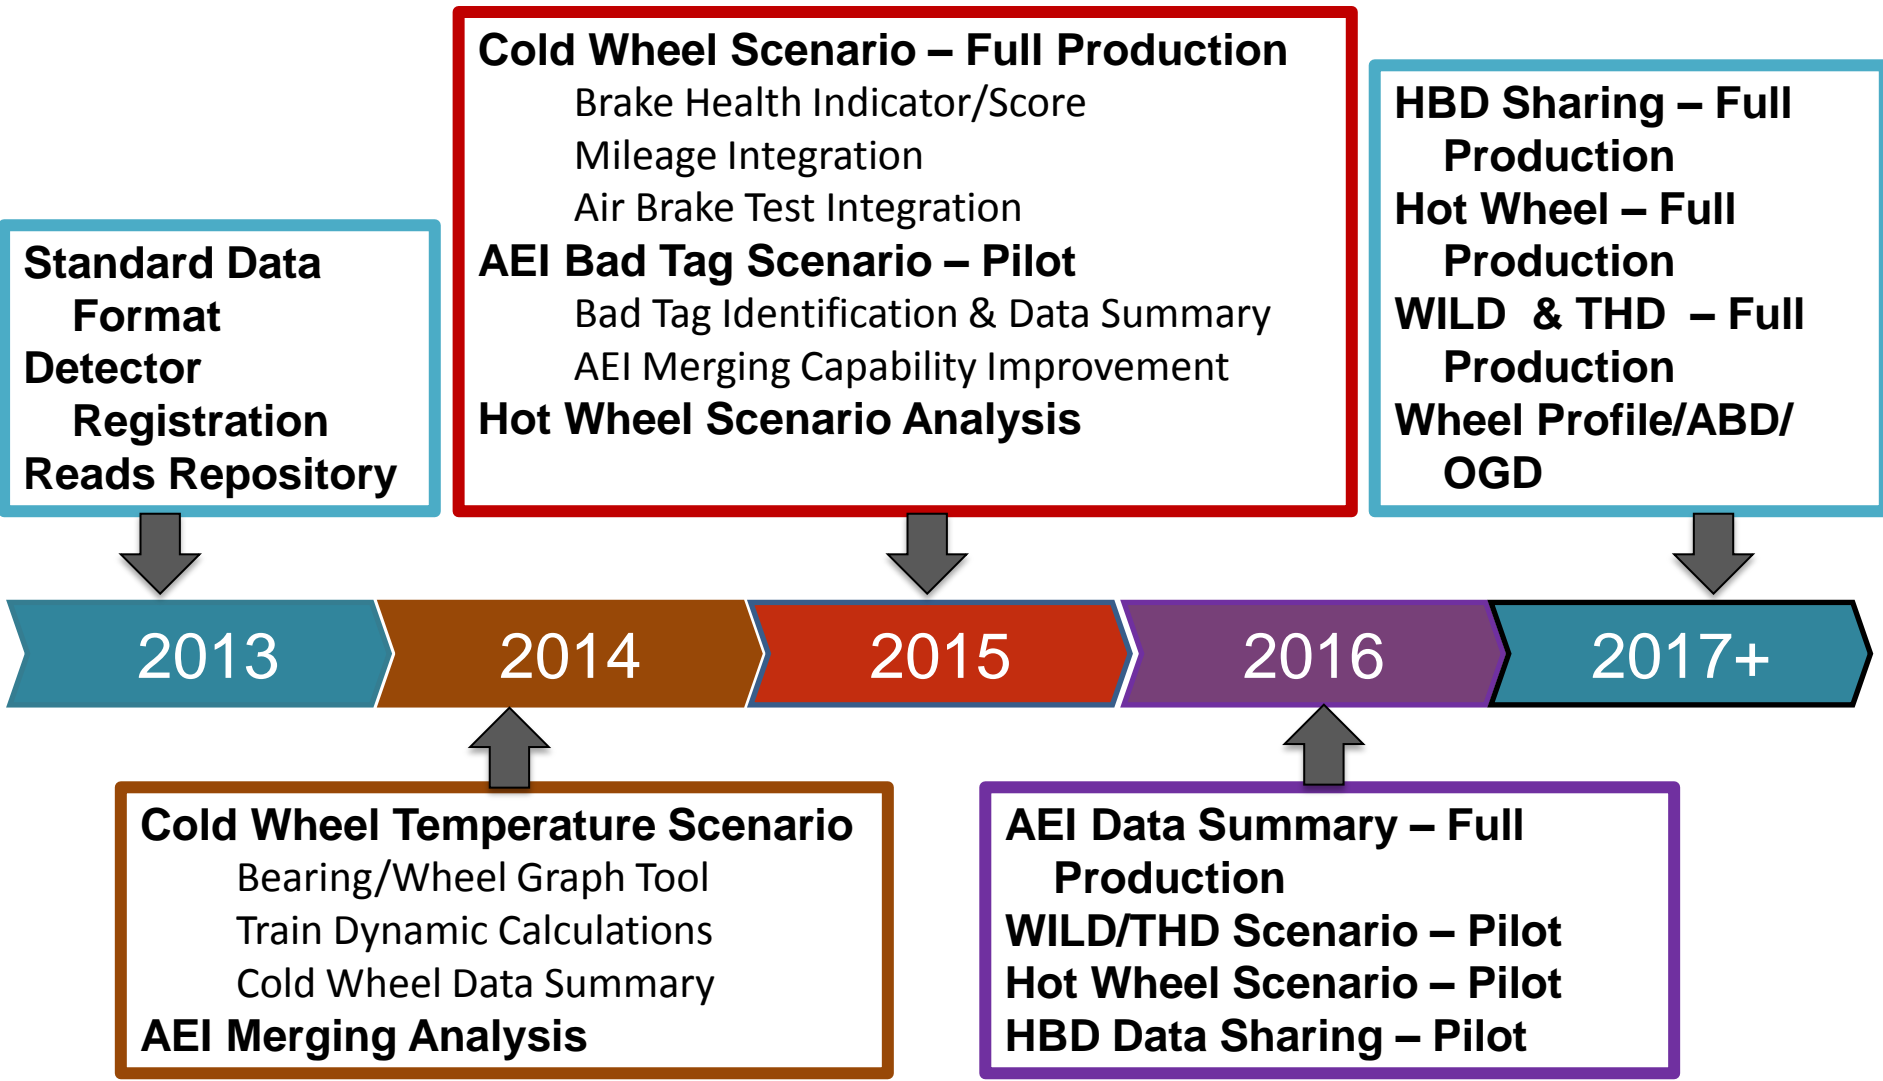 Cold Wheel Scenario – Full Production
Brake Health Indicator/Score
Mileage Integration
Air Brake Test Integration
AEI Bad Tag Scenario – Pilot
Bad Tag Identification & Data Summary
AEI Merging Capability Improvement
Hot Wheel Scenario Analysis
HBD Sharing – Full
Production
Hot Wheel – Full
Production
WILD & THD – Full
Production
Wheel Profile/ABD/
OGD
Standard Data
Format
Detector
Registration
Reads Repository
2013
2014
2015
2016
2017+
Cold Wheel Temperature Scenario
Bearing/Wheel Graph Tool
Train Dynamic Calculations
Cold Wheel Data Summary
AEI Merging Analysis
AEI Data Summary – Full
Production
WILD/THD Scenario – Pilot
Hot Wheel Scenario – Pilot
HBD Data Sharing – Pilot